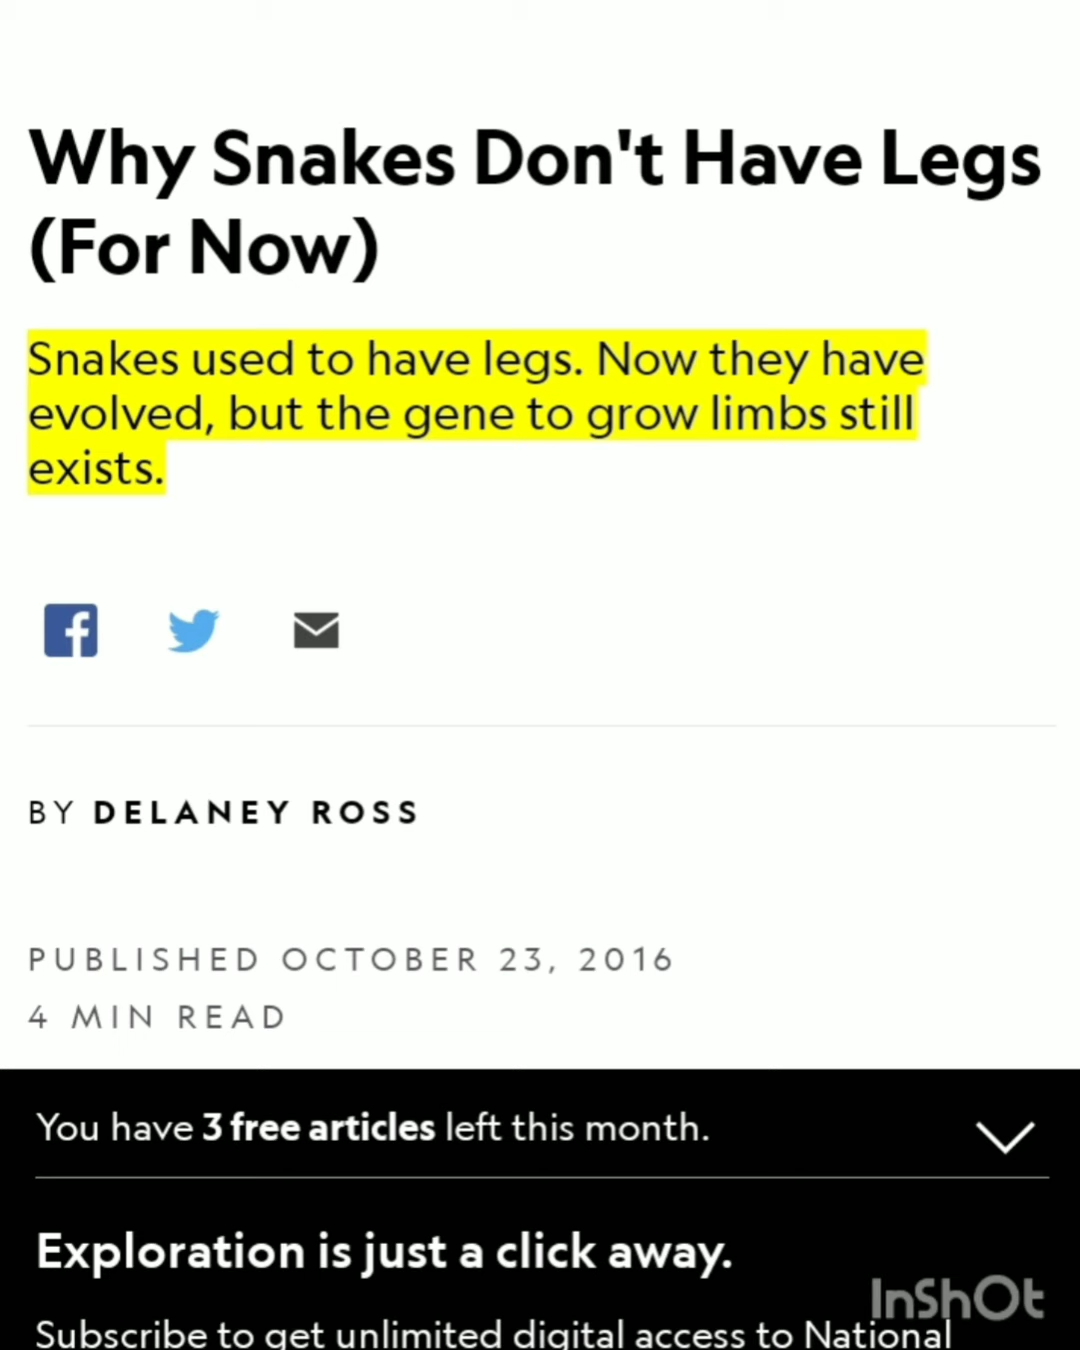 Why Snakes Don't Have Legs
(For Now)
Snakes used to have legs. Now they have
evolved, but the gene to grow limbs still
exists.
BY DELANEY ROSS
PUBLISHED OCTOBER 23, 2016
4 MIN READ
You have 3 free articles left this month.
Exploration is just a click away.
InShOt
Subscribe to get unlimited digital access to National